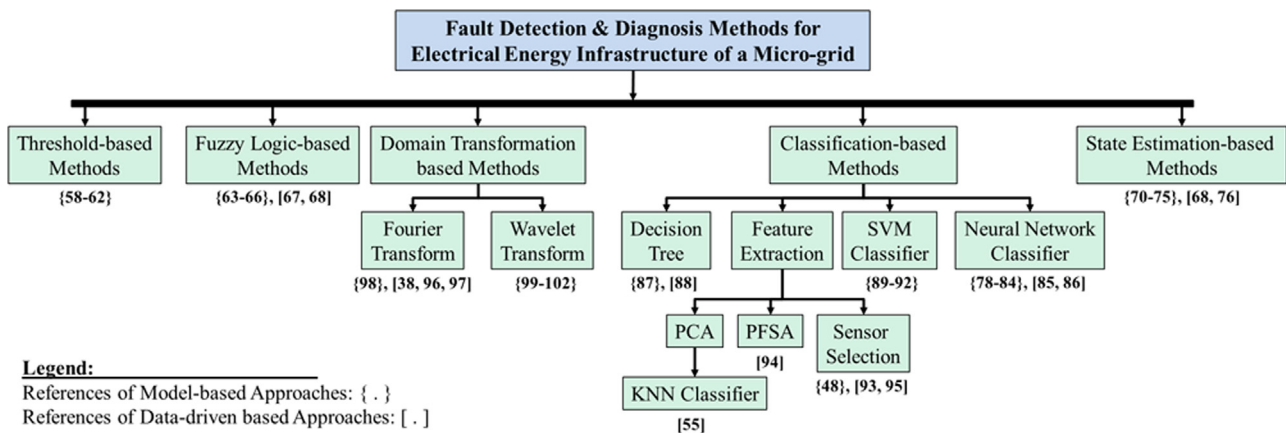 Fault Detection & Diagnosis Methods for
Electrical Energy Infrastructure of a Micro-grid
Threshold-based
Methods
{58-62}
Fuzzy Logic-based
Methods
{63-66}, [67, 68]
Domain Transformation
based Methods
Classification-based
Methods
State Estimation-based
Methods
{70-75}, [68, 76]
Fourier
Transform
{98}, [38, 96, 97]
Wavelet
Transform
{99-102}
Decision
Tree
{87}, [88]
Feature
Extraction
SVM
Classifier
{89-92}
Neural Network
Classifier
{78-84}, [85, 86]
PCA
PFSA
[94]
Sensor
Selection
{48}, [93, 95]
KNN Classifier
[55]
Legend:
References of Model-based Approaches: { . }
References of Data-driven based Approaches: [ . ]